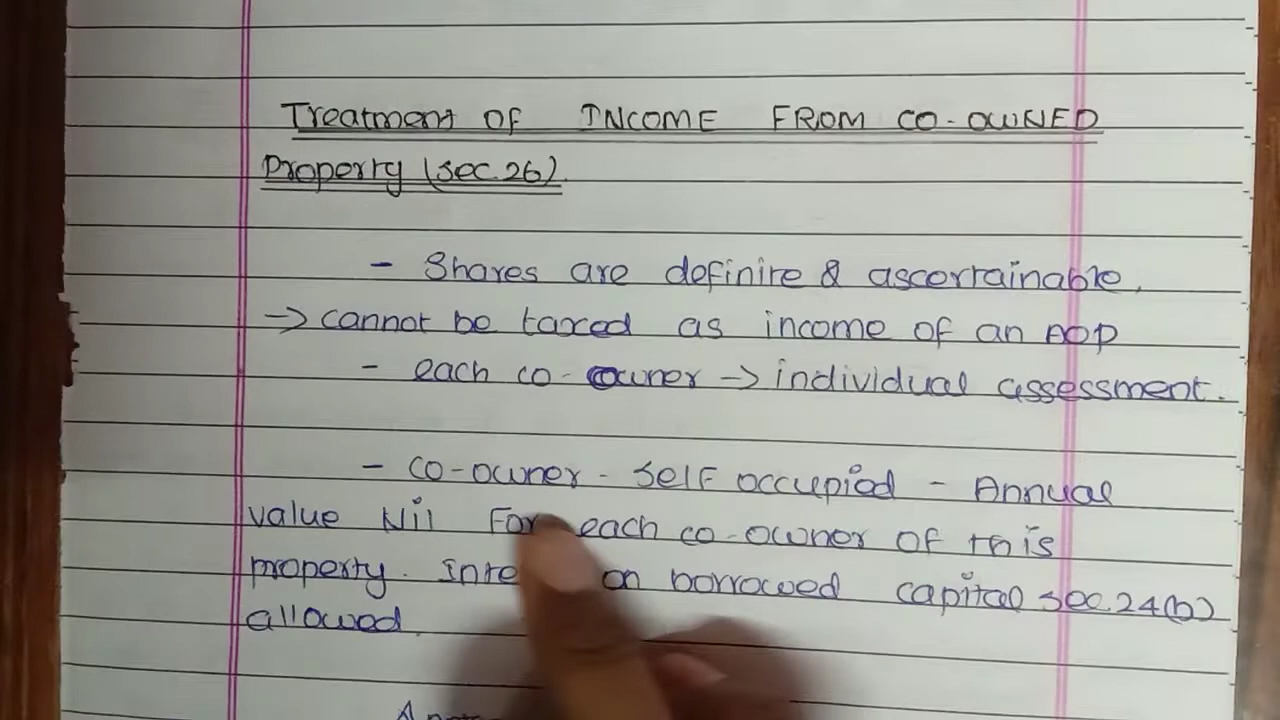 Treatment OF INCOME FROM CO-OWNED
Property (sec.26).
- Shares are definite & ascertainable.
→ cannot be taxed as income of an AOP
- each co-owner → individual assessment.
- co-owner - self occupied - Annual
value Nil For each co-owner of this
property. on borrowed capital sec.24(b)
allowed.